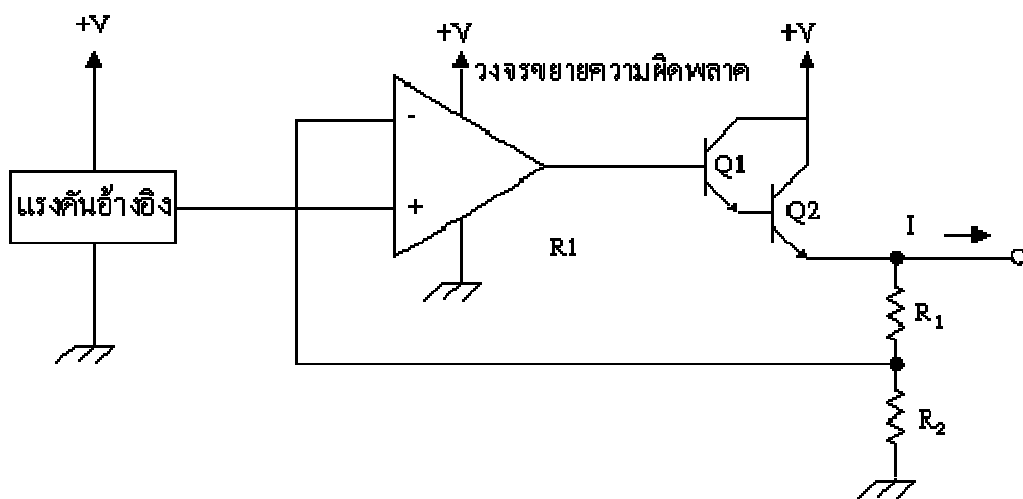 +V
+V
+V
วงจรขยายความผิดพลาด
-
Q1
แรงดันอ้างอิง
+
Q2
R1
I
O
R₁
R₂